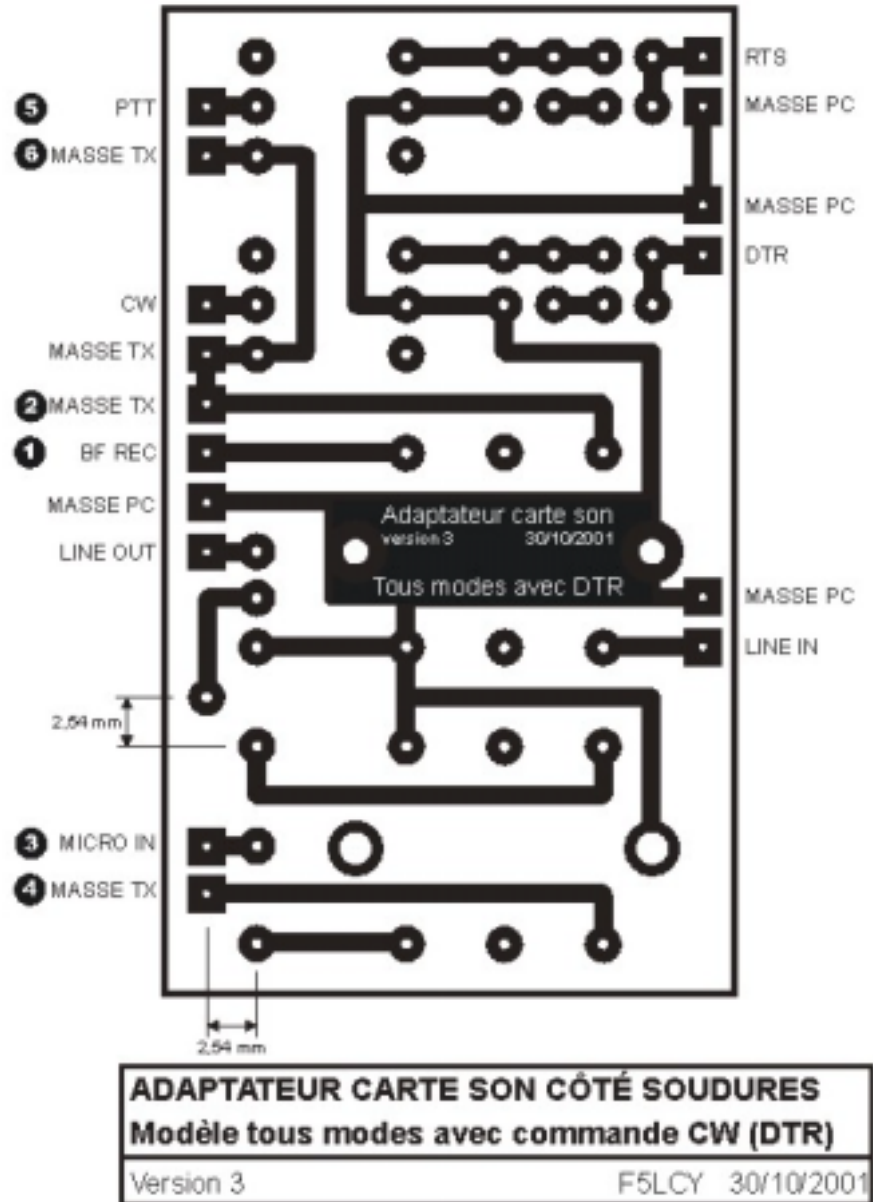 RTS
5 PTT
MASSE PC
6 MASSE TX
MASSE PC
DTR
CW
MASSE TX
2 MASSE TX
1 BF REC
MASSE PC
Adaptateur carte son
version 3 30/10/2001
LINE OUT
Tous modes avec DTR
MASSE PC
LINE IN
2,54 mm
3 MICRO IN
4 MASSE TX
2,54 mm
ADAPTATEUR CARTE SON CÔTÉ SOUDURES
Modèle tous modes avec commande CW (DTR)
Version 3 F5LCY 30/10/2001